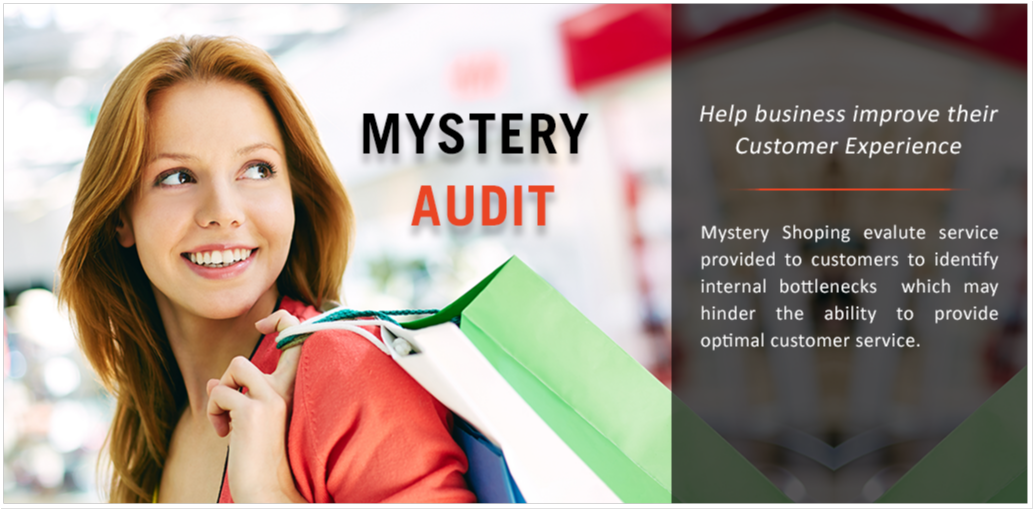 MYSTERY
AUDIT
Help business improve their
Customer Experience
Mystery Shoping evalute service
provided to customers to identify
internal bottlenecks which may
hinder the ability to provide
optimal customer service.